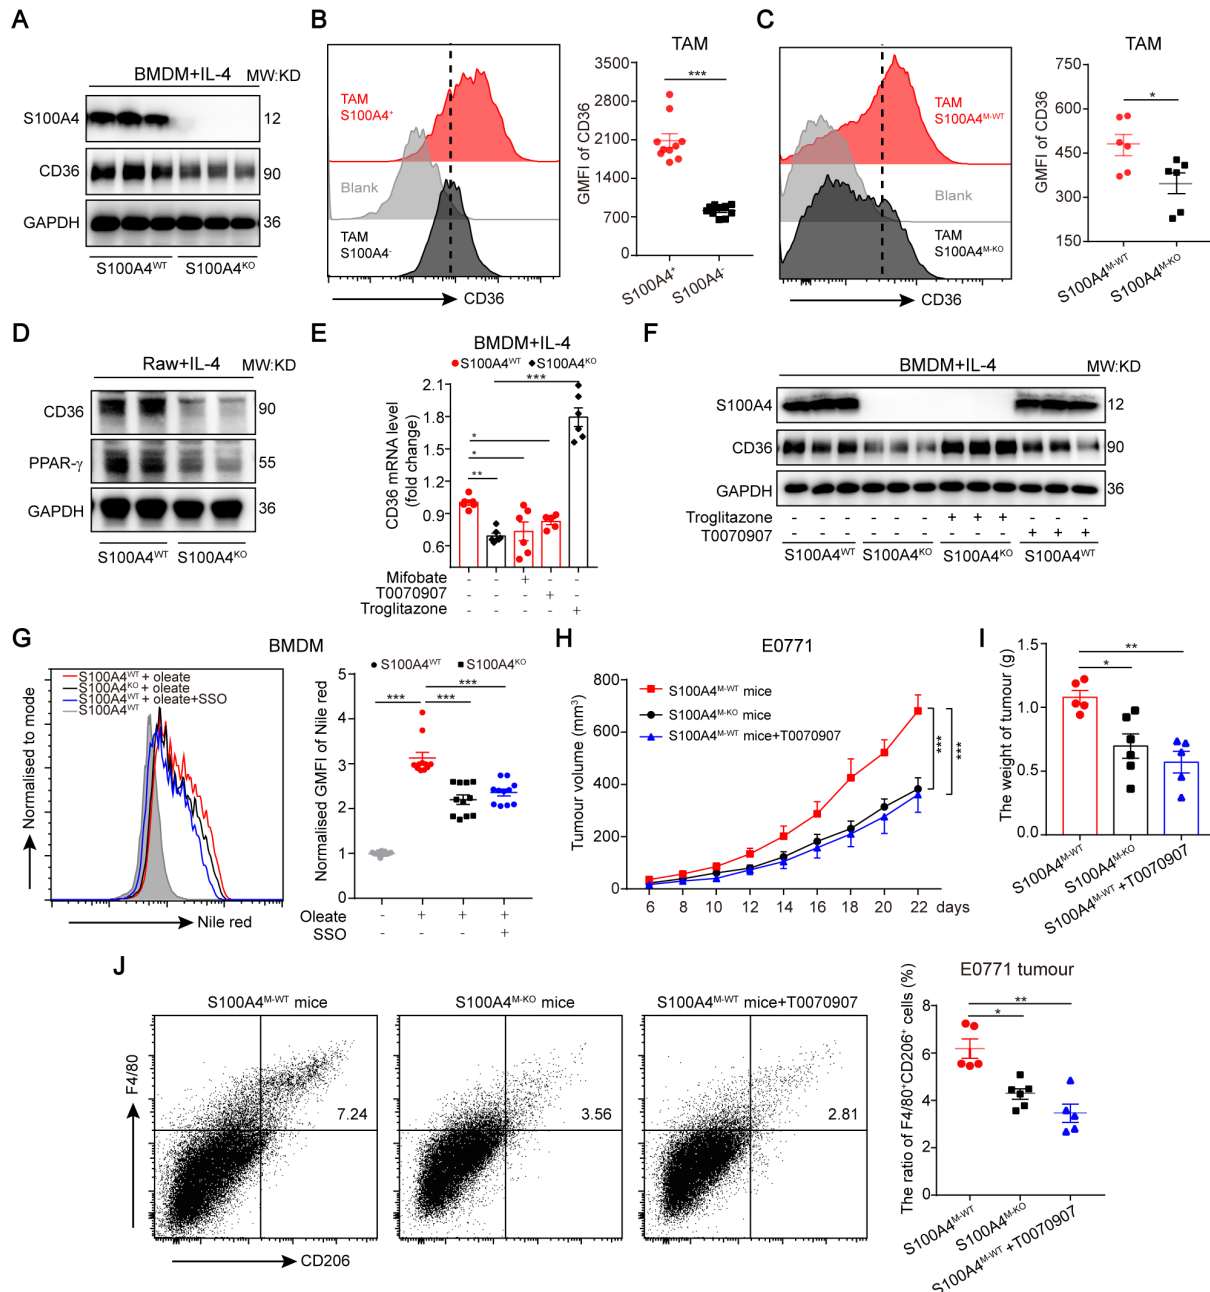 A
BMDM+IL-4 MW:KD
S100A4 12
CD36 90
GAPDH 36
S100A4WT S100A4KO
B
TAM S100A4+
Blank
TAM S100A4-
CD36
TAM
GMFI of CD36
3500
2800
2100
1400
700
0
***
S100A4+ S100A4-
C
TAM S100A4M-WT
Blank
TAM S100A4M-KO
CD36
TAM
GMFI of CD36
750
600
450
300
150
*
S100A4M-WT S100A4M-KO
D
Raw+IL-4 MW:KD
CD36 90
PPAR-γ 55
GAPDH 36
S100A4WT S100A4KO
E
BMDM+IL-4
S100A4WT S100A4KO
CD36 mRNA level (fold change)
2.1
1.8
1.5
1.2
0.9
0.6
***
*
*
**
Mifobate - - + - -
T0070907 - - - + -
Troglitazone - - - - +
F
BMDM+IL-4 MW:KD
S100A4 12
CD36 90
GAPDH 36
Troglitazone - - - - - - + + + - - -
T0070907 - - - - - - - - - + + +
S100A4WT S100A4KO S100A4KO S100A4WT
G
BMDM
S100A4WT + oleate
S100A4KO + oleate
S100A4WT + oleate+SSO
S100A4WT
Normalised to mode
Nile red
S100A4WT S100A4KO
Normalised GMFI of Nile red
5
4
3
2
1
0
***
***
***
Oleate - + + +
SSO - - - +
H
E0771
Tumour volume (mm3)
800
600
400
200
0
S100A4M-WT mice
S100A4M-KO mice
S100A4M-WT mice+T0070907
***
***
6 8 10 12 14 16 18 20 22 days
I
The weight of tumour (g)
1.5
1.0
0.5
0.0
**
*
S100A4M-WT
S100A4M-KO
S100A4M-WT +T0070907
J
S100A4M-WT mice S100A4M-KO mice S100A4M-WT mice+T0070907
F4/80
7.24
3.56
2.81
CD206
E0771 tumour
The ratio of F4/80+CD206+ cells (%)
8
6
4
2
0
**
*
S100A4M-WT
S100A4M-KO
S100A4M-WT +T0070907